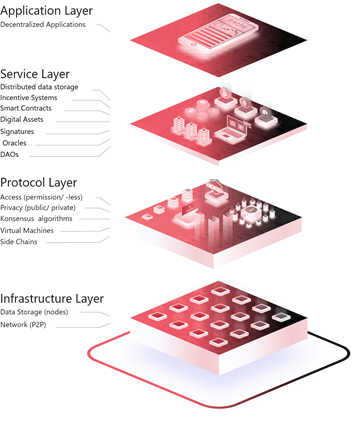 Application Layer
Decentralized Applications
Service Layer
Distributed data storage
Incentive Systems
Smart Contracts
Digital Assets
Signatures
Oracles
DAOs
Protocol Layer
Access (permission/ -less)
Privacy (public/ private)
Konsensus algorithms
Virtual Machines
Side Chains
Infrastructure Layer
Data Storage (nodes)
Network (P2P)